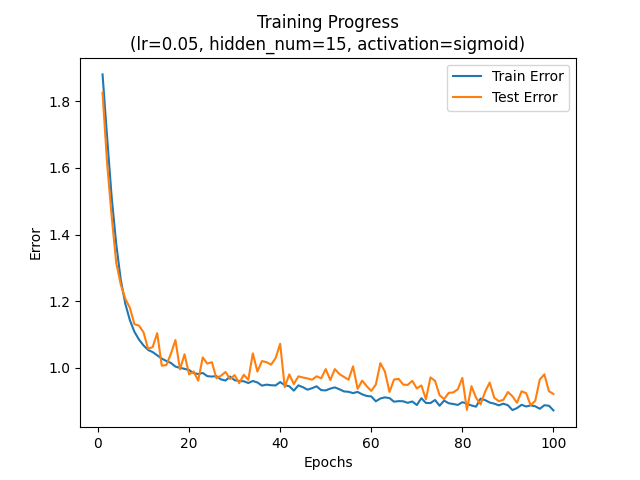 Training Progress
(lr=0.05, hidden_num=15, activation=sigmoid)
Train Error
Test Error
1.8
1.6
1.4
1.2
1.0
Error
0 20 40 60 80 100
Epochs